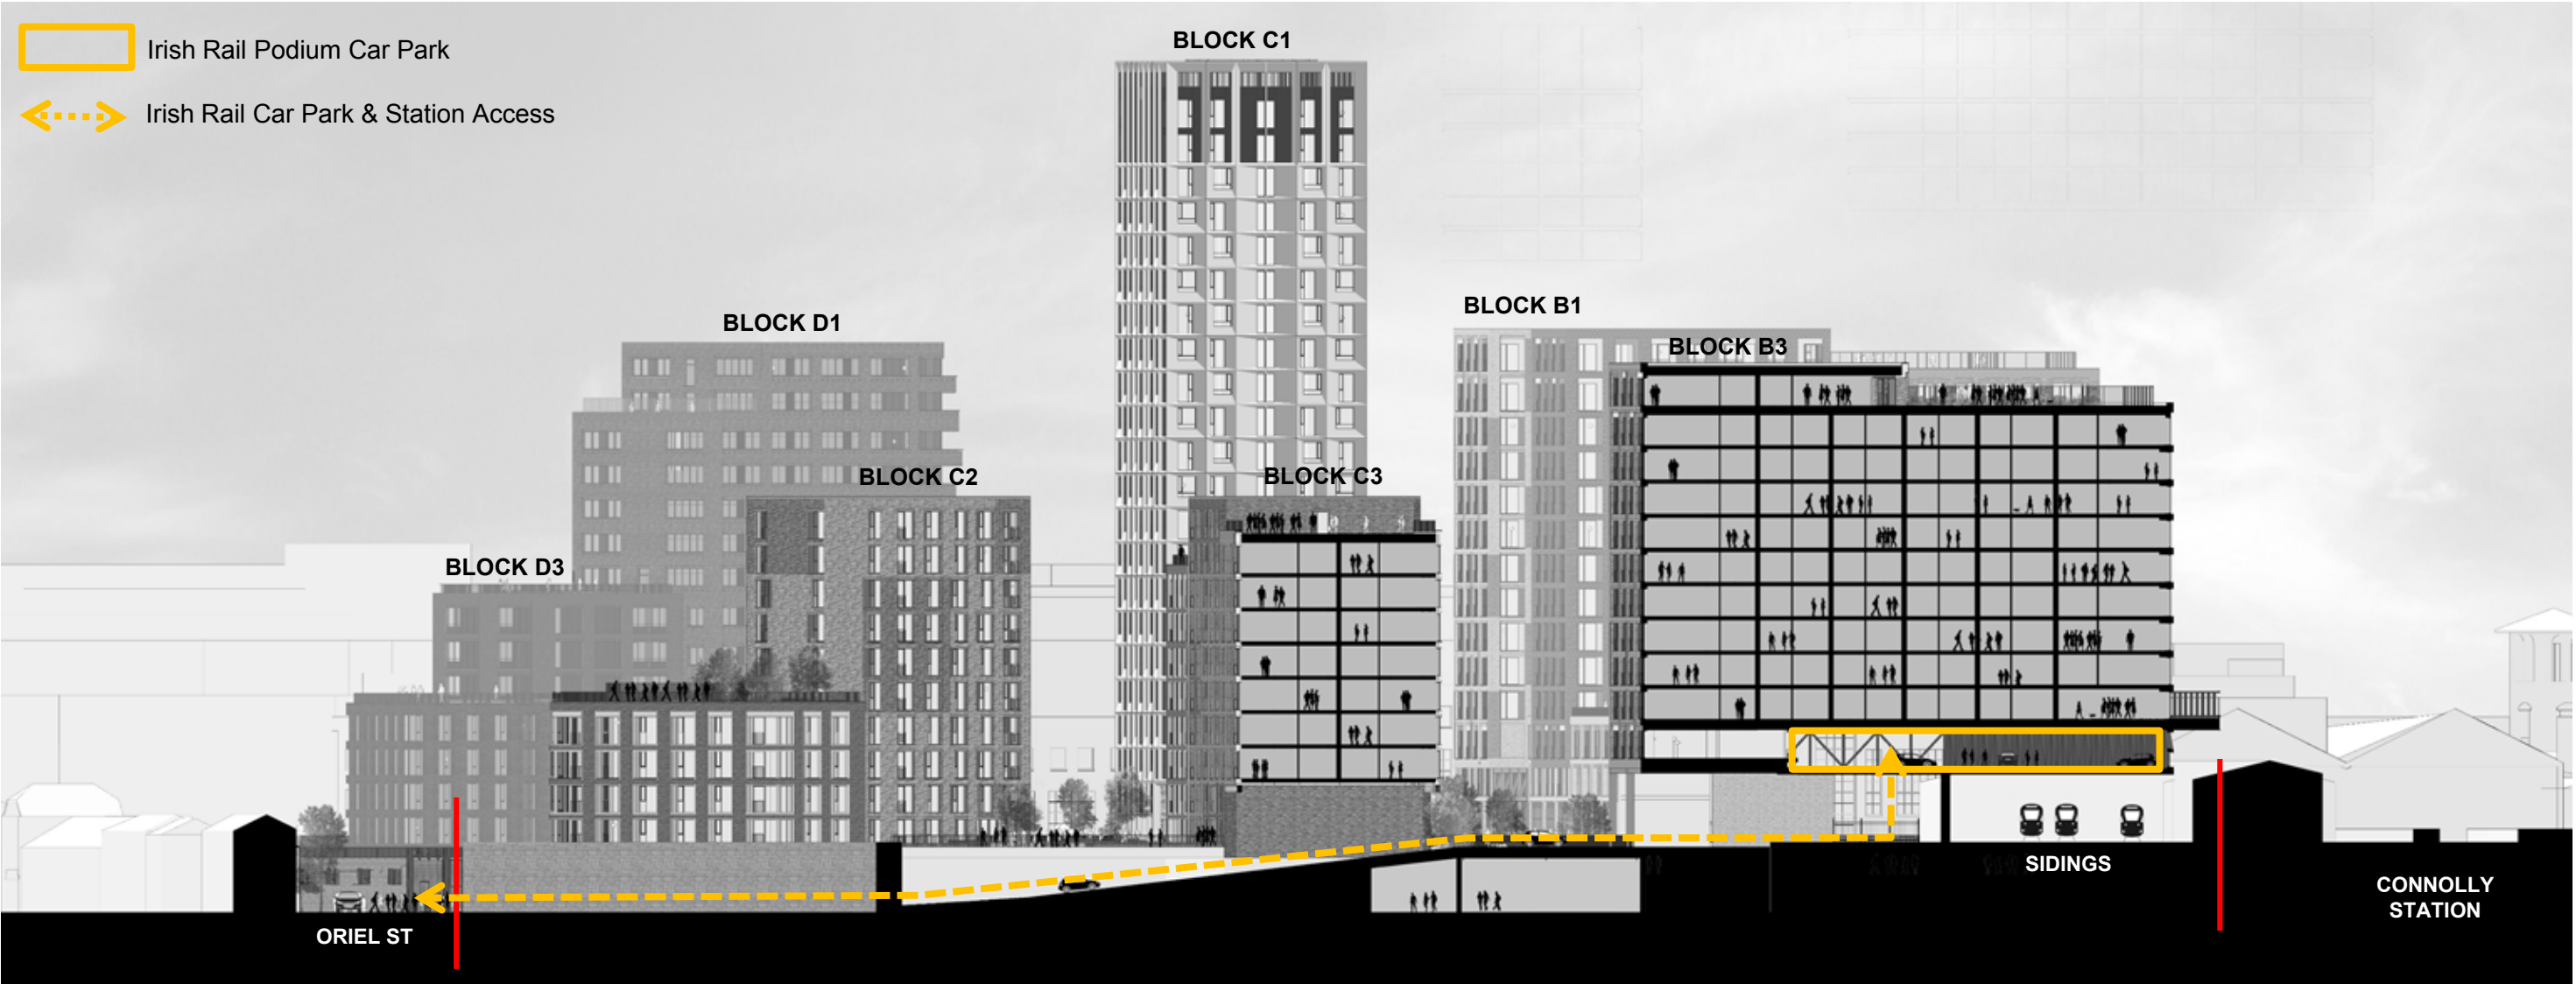 Irish Rail Podium Car Park
Irish Rail Car Park & Station Access
BLOCK C1
BLOCK B1
BLOCK D1
BLOCK B3
BLOCK C2
BLOCK C3
BLOCK D3
SIDINGS
CONNOLLY
STATION
ORIEL ST